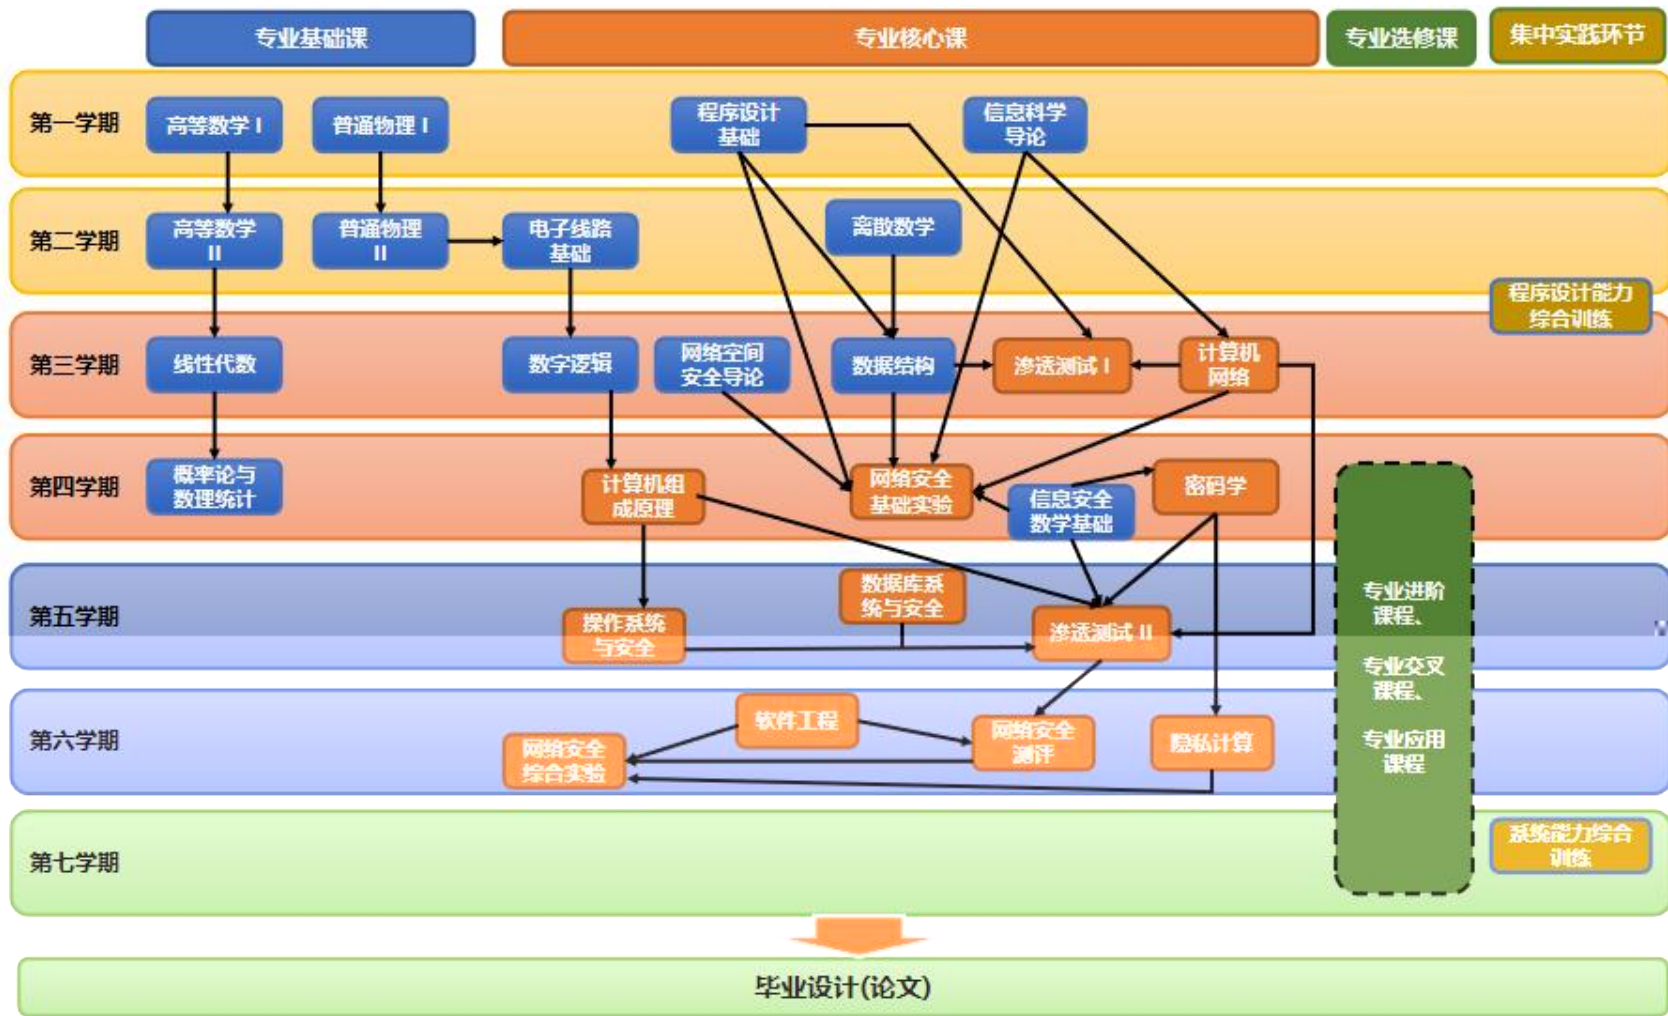 专业基础课
专业核心课
专业选修课
集中实践环节
第一学期
高等数学 I
普通物理 I
程序设计
基础
信息科学
导论
第二学期
高等数学
II
普通物理
II
电子线路
基础
离散数学
程序设计能力
综合训练
第三学期
线性代数
数字逻辑
网络空间
安全导论
数据结构
渗透测试 I
计算机
网络
第四学期
概率论与
数理统计
计算机组
成原理
网络安全
基础实验
信息安全
数学基础
密码学
第五学期
操作系统
与安全
数据库系
统与安全
渗透测试 II
专业进阶
课程、
专业交叉
课程、
专业应用
课程
第六学期
网络安全
综合实验
软件工程
网络安全
测评
隐私计算
第七学期
系统能力综合
训练
毕业设计(论文)